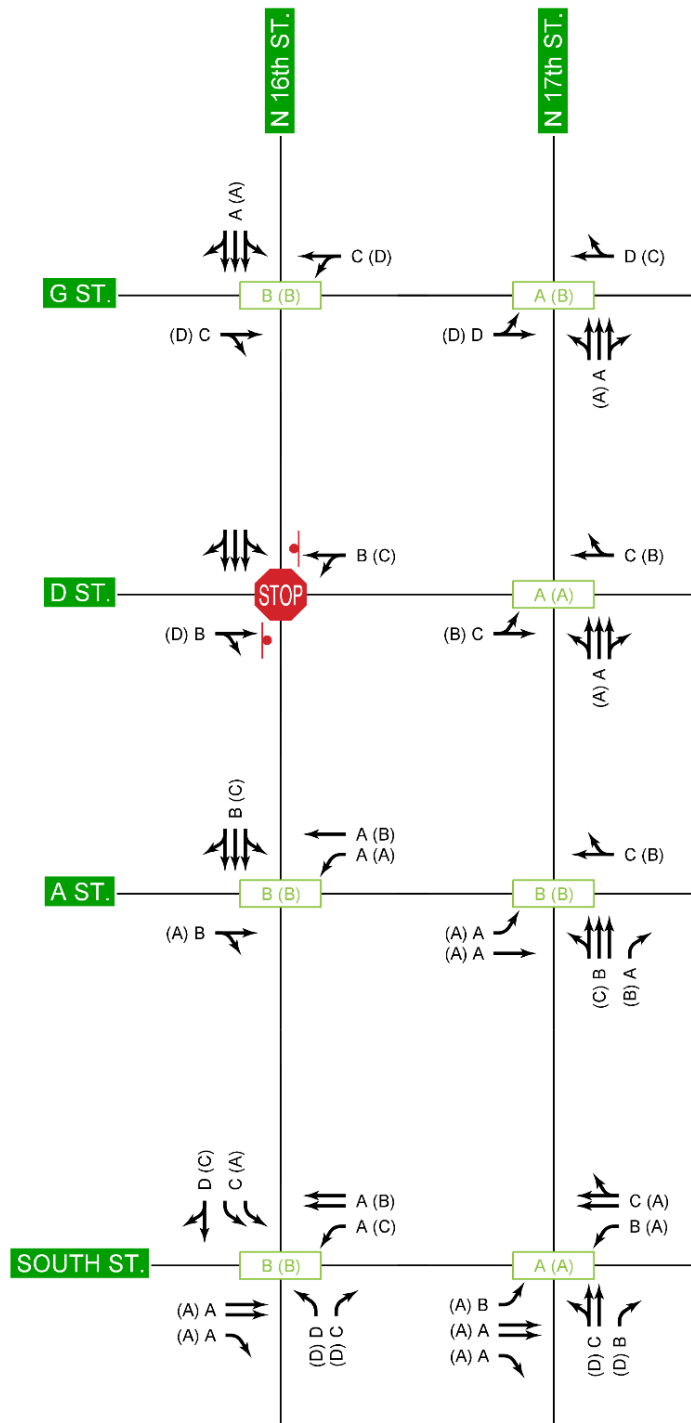 N 16th ST.
N 17th ST.
A (A)
C (D)
D (C)
G ST.
B (B)
A (B)
(D) C
(D) D
(A) A
B (C)
C (B)
D ST.
STOP
A (A)
(D) B
(B) C
(A) A
B (C)
A (B)
A (A)
C (B)
A ST.
B (B)
B (B)
(A) B
(A) A
(A) A
(C) B
(B) A
D (C)
C (A)
A (B)
A (C)
C (A)
B (A)
SOUTH ST.
B (B)
A (A)
(A) A
(A) A
(D) D
(D) C
(A) B
(A) A
(A) A
(D) C
(D) B